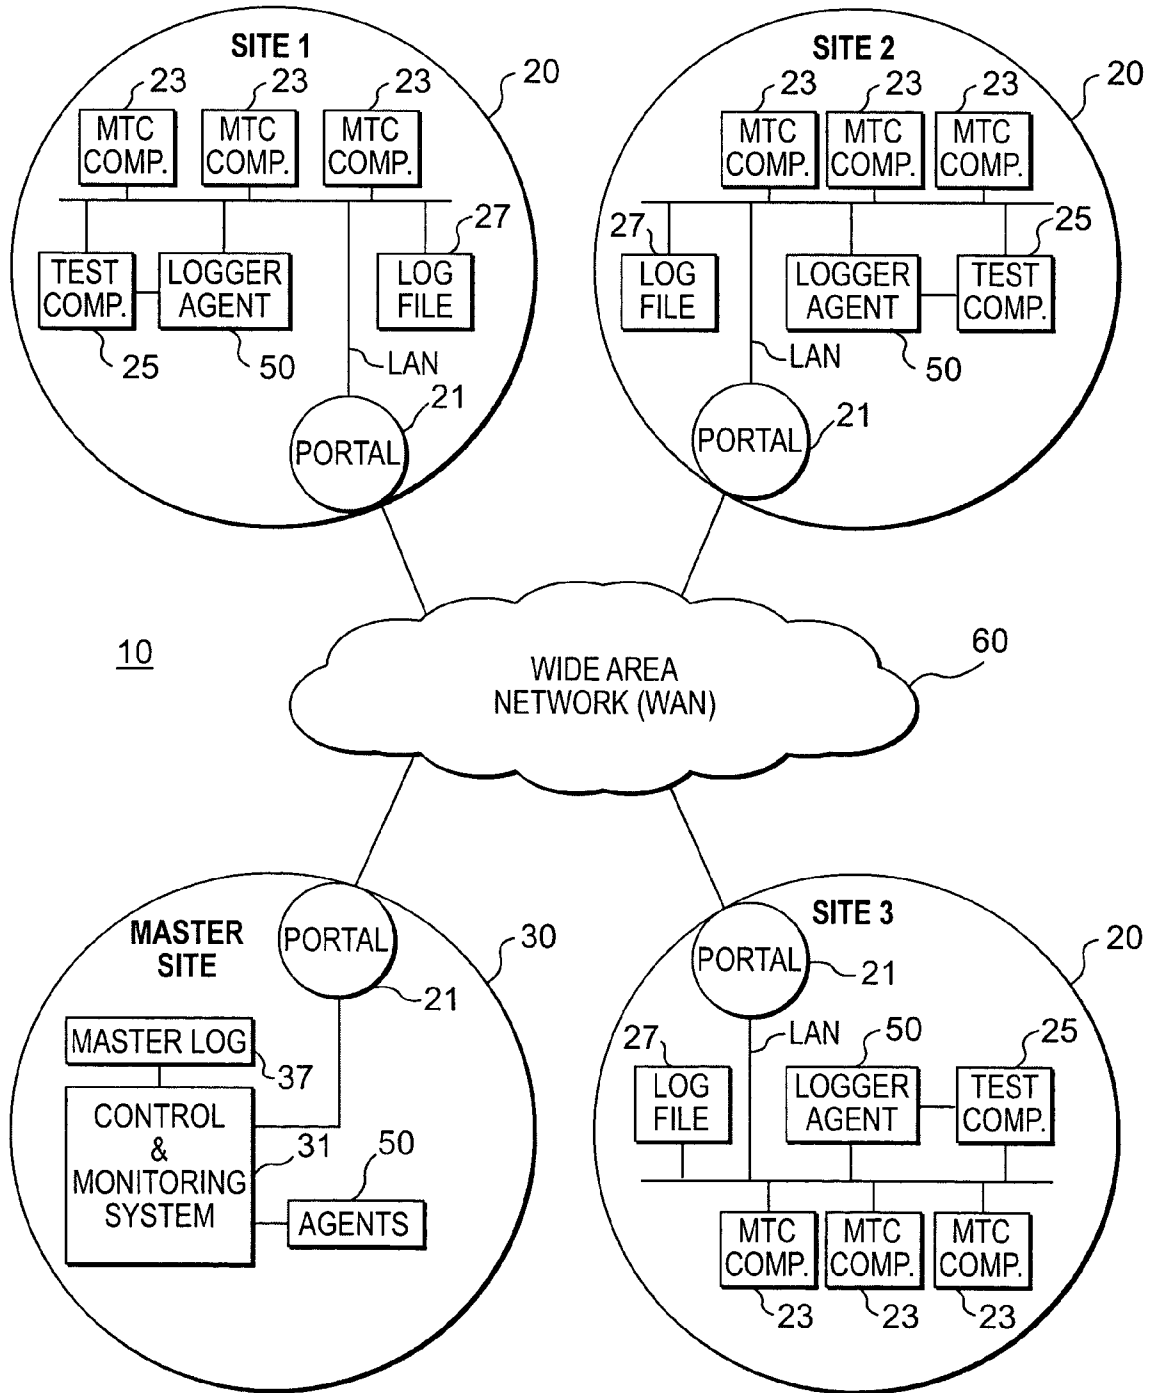 SITE 1
20
23
23
23
MTC
COMP.
MTC
COMP.
MTC
COMP.
27
TEST
COMP.
LOGGER
AGENT
LOG
FILE
25
50
LAN
21
PORTAL
SITE 2
20
23
23
23
MTC
COMP.
MTC
COMP.
MTC
COMP.
27
25
LOG
FILE
LOGGER
AGENT
TEST
COMP.
LAN
50
21
PORTAL
10
WIDE AREA
NETWORK (WAN)
60
MASTER
SITE
PORTAL
30
21
MASTER LOG
37
CONTROL
&
MONITORING
SYSTEM
31
50
AGENTS
SITE 3
20
PORTAL
21
27
LAN
50
25
LOG
FILE
LOGGER
AGENT
TEST
COMP.
MTC
COMP.
MTC
COMP.
MTC
COMP.
23
23
23